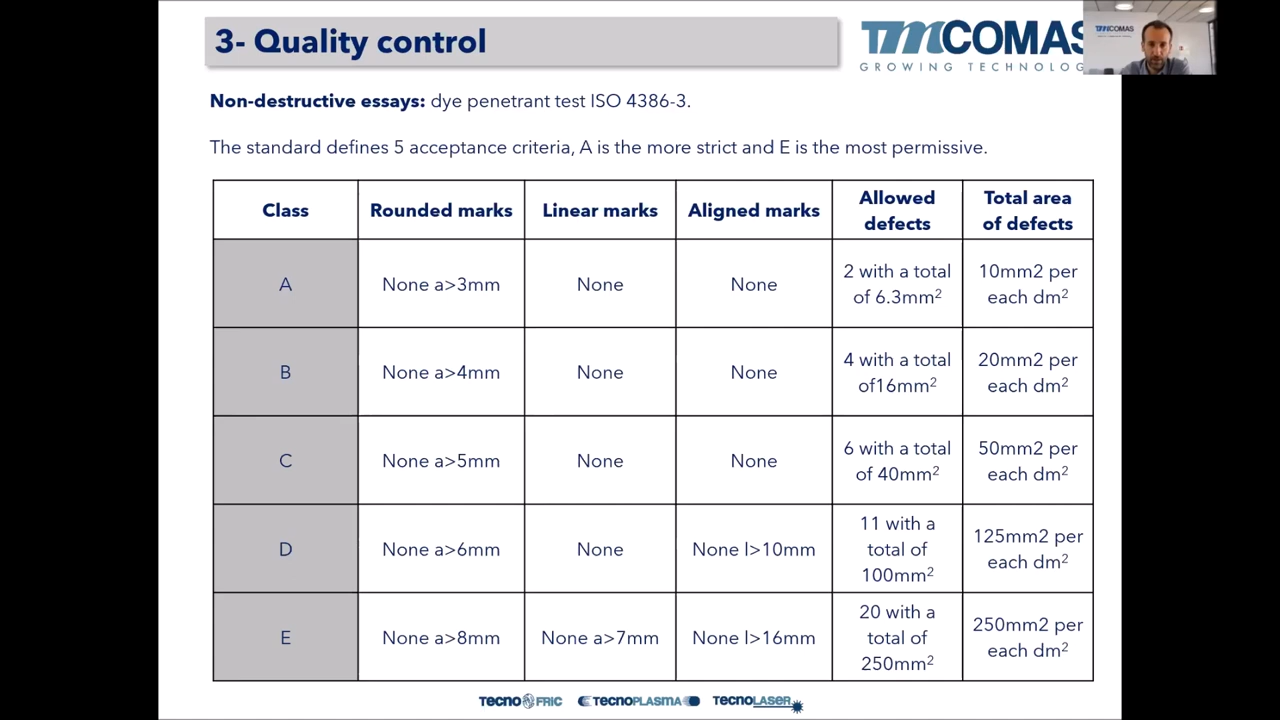 3- Quality control
TMCOMAS
GROWING TECHNOLOG
TMCOMAS
Non-destructive essays: dye penetrant test ISO 4386-3.
The standard defines 5 acceptance criteria, A is the more strict and E is the most permissive.
Class Rounded marks Linear marks Aligned marks Allowed defects Total area of defects
A None a>3mm None None 2 with a total of 6.3mm² 10mm2 per each dm²
B None a>4mm None None 4 with a total of16mm² 20mm2 per each dm²
C None a>5mm None None 6 with a total of 40mm² 50mm2 per each dm²
D None a>6mm None None l>10mm 11 with a total of 100mm² 125mm2 per each dm²
E None a>8mm None a>7mm None l>16mm 20 with a total of 250mm² 250mm2 per each dm²
TECNOFRIC TECNOPLASMA TECNOLASER